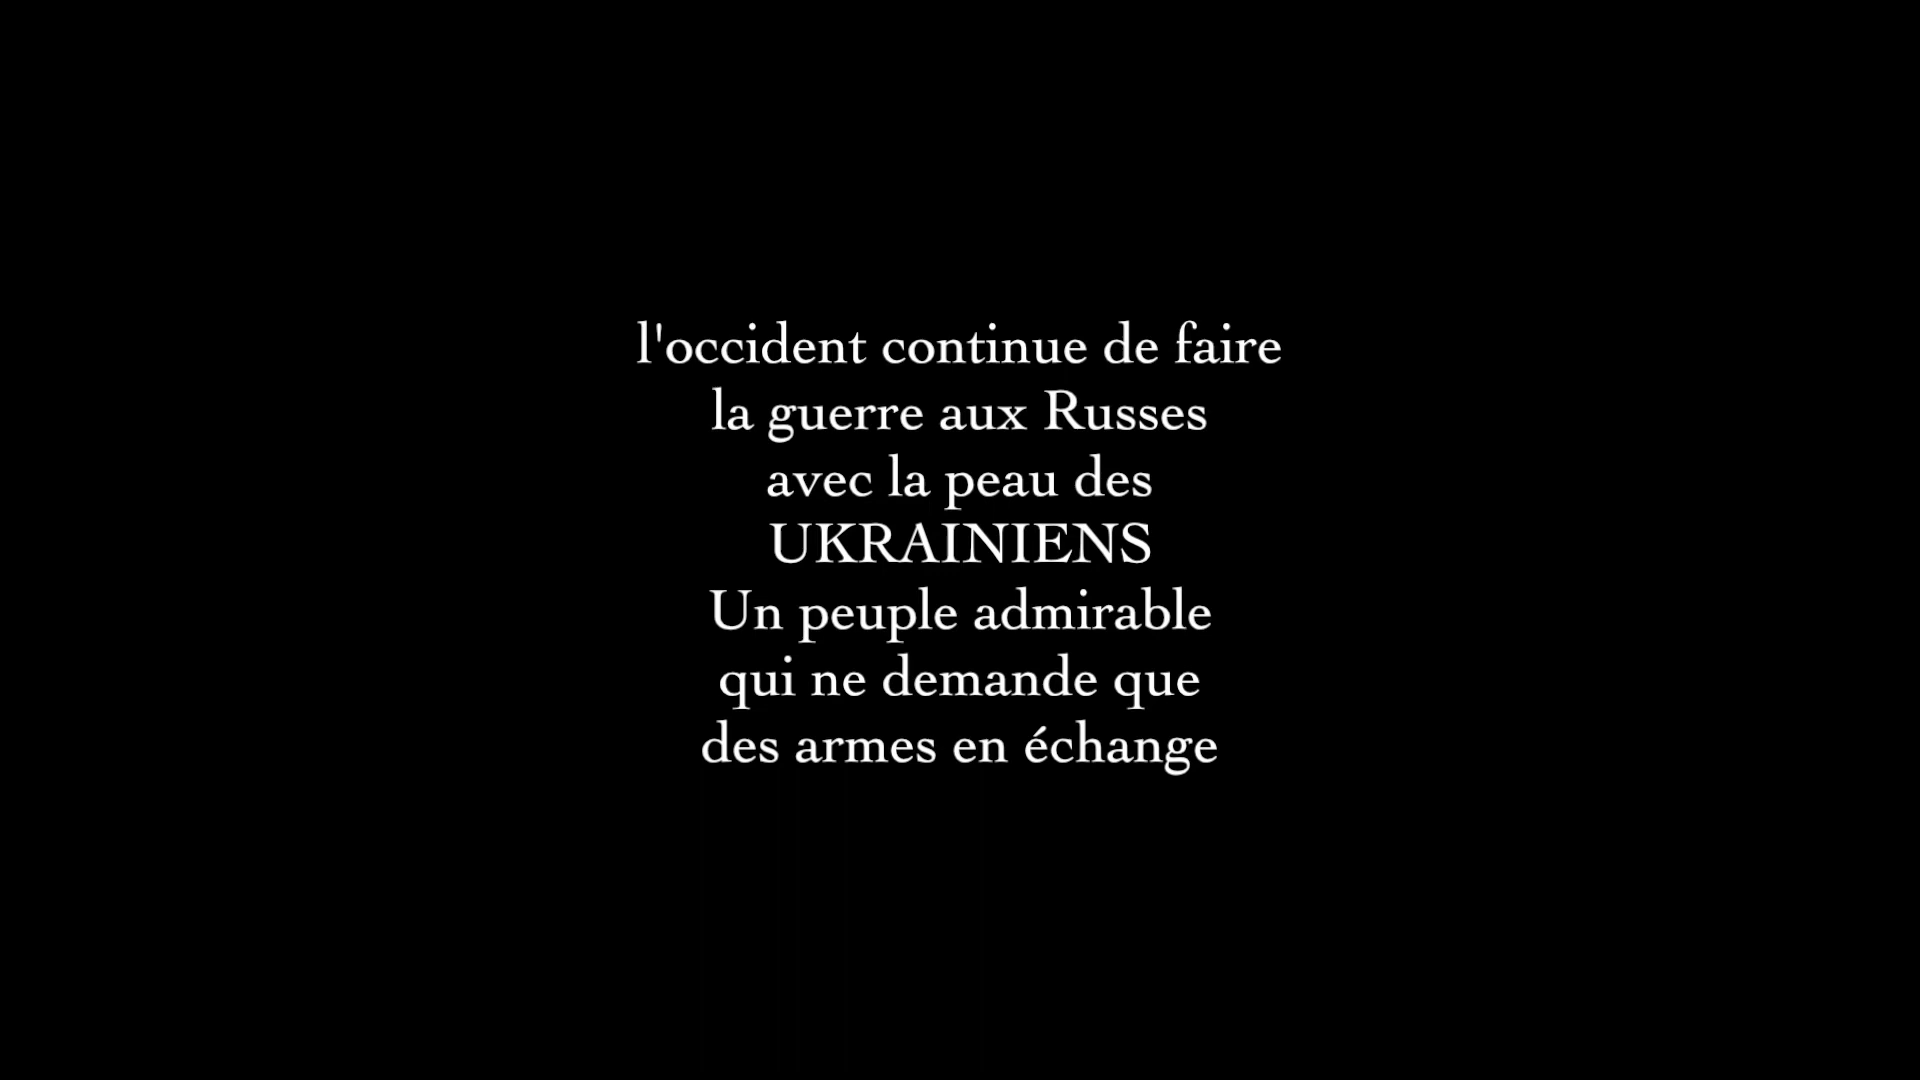 l'occident continue de faire
la guerre aux Russes
avec la peau des
UKRAINIENS
Un peuple admirable
qui ne demande que
des armes en échange